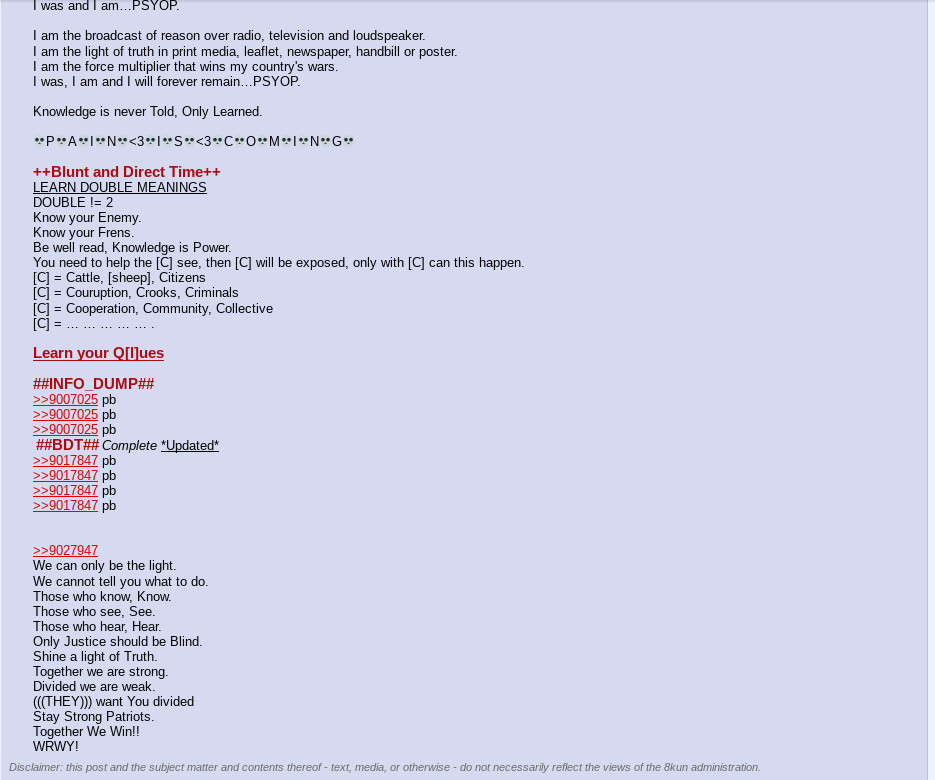 I was and I am…PSYOP.
I am the broadcast of reason over radio, television and loudspeaker.
I am the light of truth in print media, leaflet, newspaper, handbill or poster.
I am the force multiplier that wins my country's wars.
I was, I am and I will forever remain…PSYOP.
Knowledge is never Told, Only Learned.
💀P💀A💀I💀N💀<3💀I💀S💀<3💀C💀O💀M💀I💀N💀G💀
++Blunt and Direct Time++
LEARN DOUBLE MEANINGS
DOUBLE != 2
Know your Enemy.
Know your Frens.
Be well read, Knowledge is Power.
You need to help the [C] see, then [C] will be exposed, only with [C] can this happen.
[C] = Cattle, [sheep], Citizens
[C] = Couruption, Crooks, Criminals
[C] = Cooperation, Community, Collective
[C] = … … … … … .
Learn your Q[I]ues
##INFO_DUMP##
>>9007025 pb
>>9007025 pb
>>9007025 pb
##BDT## Complete *Updated*
>>9017847 pb
>>9017847 pb
>>9017847 pb
>>9017847 pb
>>9027947
We can only be the light.
We cannot tell you what to do.
Those who know, Know.
Those who see, See.
Those who hear, Hear.
Only Justice should be Blind.
Shine a light of Truth.
Together we are strong.
Divided we are weak.
(((THEY))) want You divided
Stay Strong Patriots.
Together We Win!!
WRWY!
Disclaimer: this post and the subject matter and contents thereof - text, media, or otherwise - do not necessarily reflect the views of the 8kun administration.